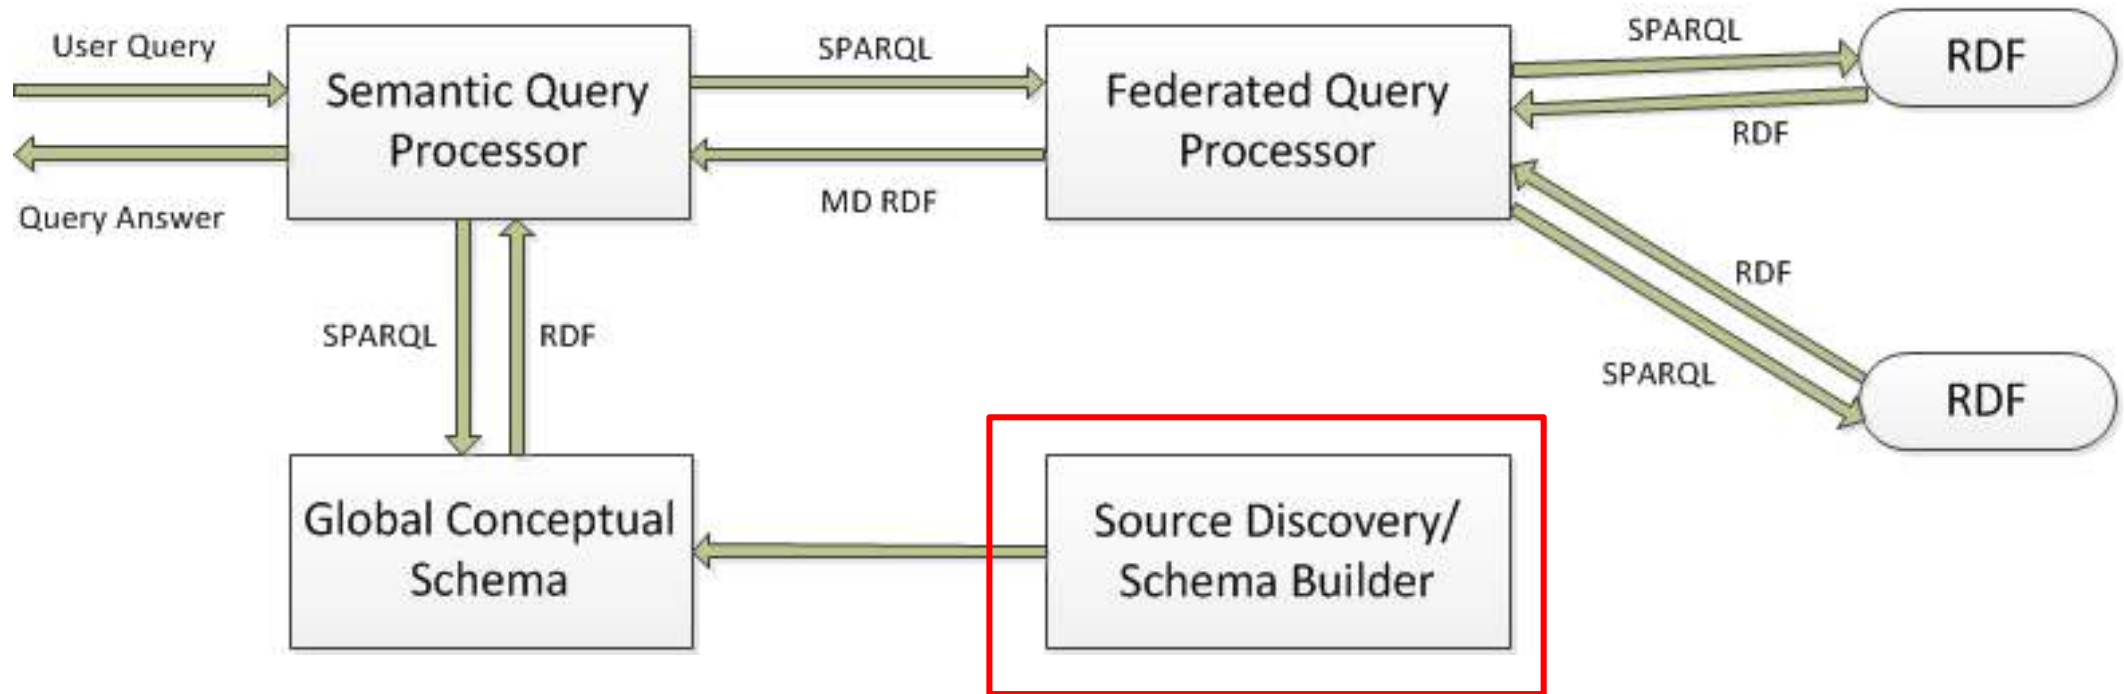 User Query
Query Answer
Semantic Query
Processor
SPARQL
MD RDF
Federated Query
Processor
SPARQL
RDF
RDF
RDF
SPARQL
RDF
SPARQL
RDF
Global Conceptual
Schema
Source Discovery/
Schema Builder